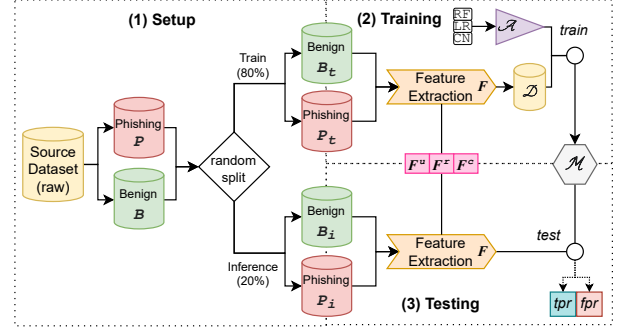 (1) Setup
(2) Training
RF
LR
CN
𝒜
train
Train
(80%)
Benign
B_t
Feature
Extraction F
𝒟
Phishing
P
Phishing
P_t
Source
Dataset
(raw)
random
split
F^u F^r F^c
ℳ
Benign
B
Benign
B_i
test
Feature
Extraction F
Inference
(20%)
Phishing
P_i
(3) Testing
tpr fpr